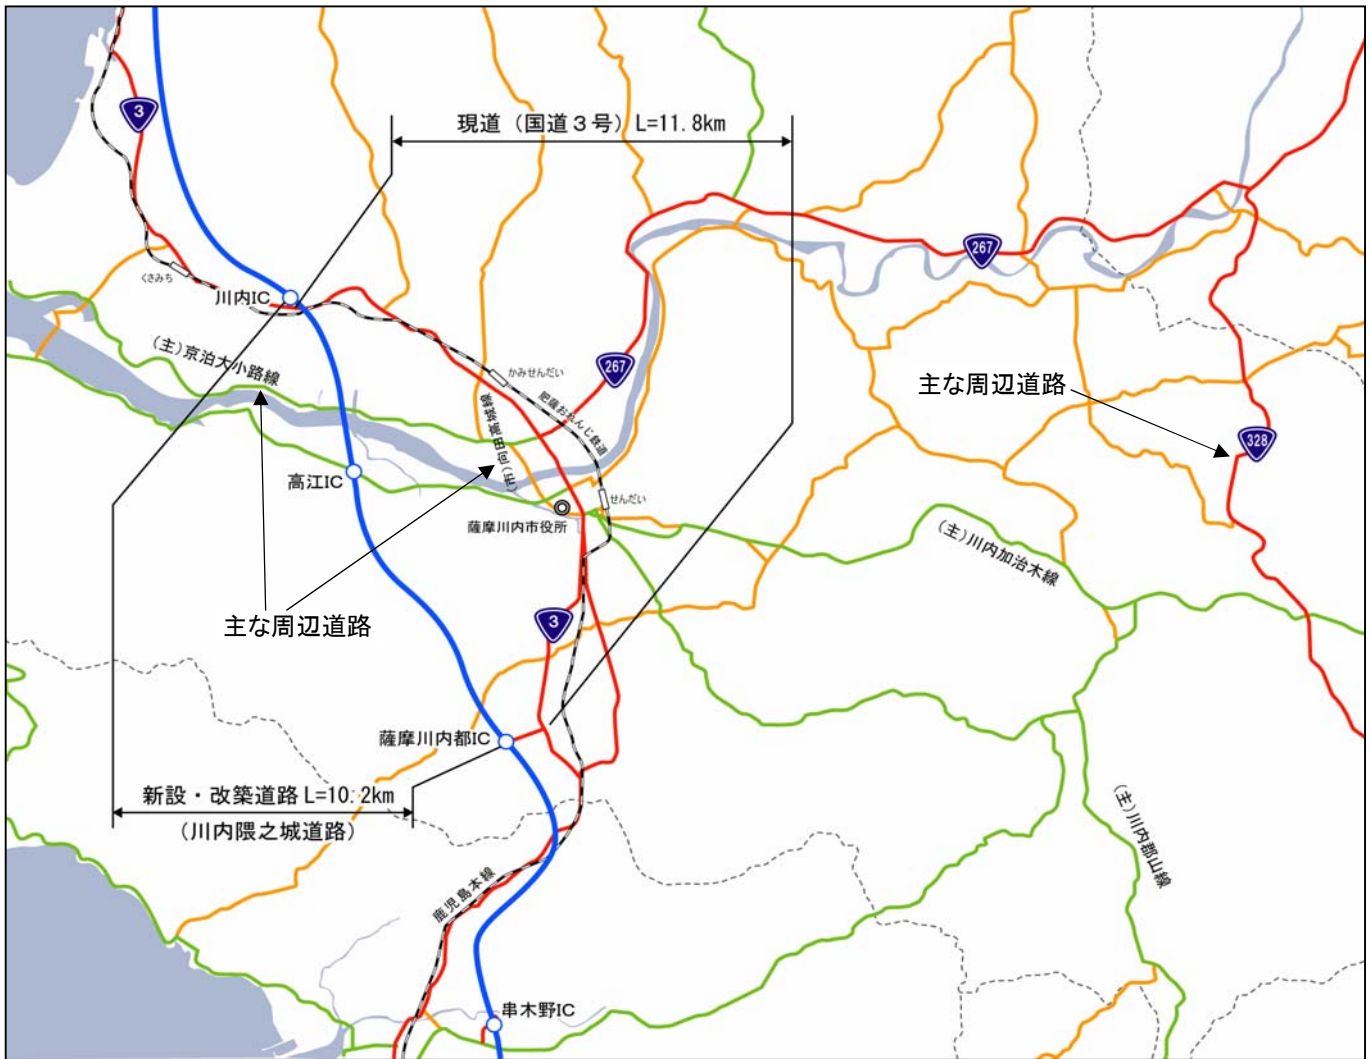 3
現道（国道３号）L=11.8km
267
くさみち
川内IC
(主)京泊大小路線
かみせんだい
267
主な周辺道路
肥薩おれんじ鉄道
(市)向田高城線
328
高江IC
せんだい
薩摩川内市役所
(主)川内加治木線
主な周辺道路
3
薩摩川内都IC
新設・改築道路 L=10.2km
（川内隈之城道路）
(主)川内郡山線
鹿児島本線
串木野IC